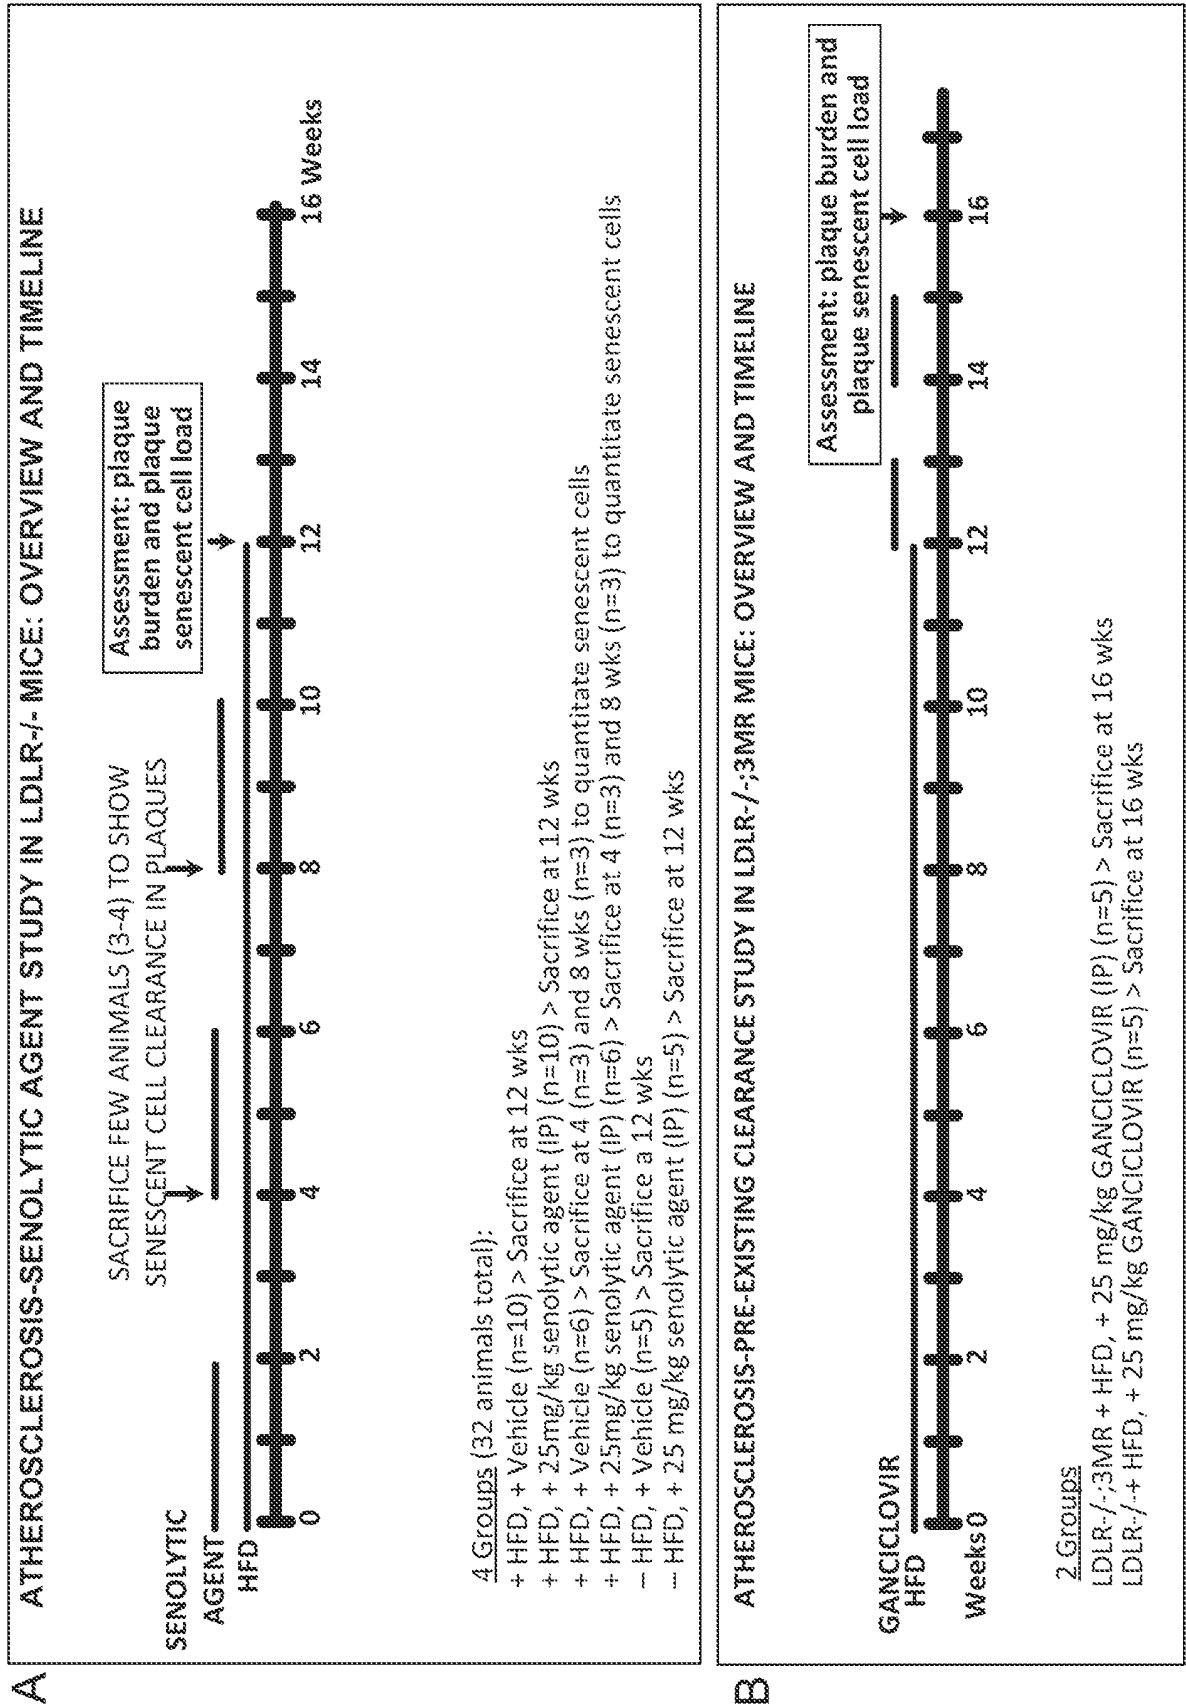 A
ATHEROSCLEROSIS-SENOLYTIC AGENT STUDY IN LDLR-/- MICE: OVERVIEW AND TIMELINE
SACRIFICE FEW ANIMALS (3-4) TO SHOW
SENESCENT CELL CLEARANCE IN PLAQUES
Assessment: plaque
burden and plaque
senescent cell load
SENOLYTIC
AGENT
HFD
0 2 4 6 8 10 12 14 16 Weeks
4 Groups (32 animals total):
+ HFD, + Vehicle (n=10) > Sacrifice at 12 wks
+ HFD, + 25mg/kg senolytic agent (IP) (n=10) > Sacrifice at 12 wks
+ HFD, + Vehicle (n=6) > Sacrifice at 4 (n=3) and 8 wks (n=3) to quantitate senescent cells
+ HFD, + 25mg/kg senolytic agent (IP) (n=6) > Sacrifice at 4 (n=3) and 8 wks (n=3) to quantitate senescent cells
– HFD, + Vehicle (n=5) > Sacrifice a 12 wks
– HFD, + 25 mg/kg senolytic agent (IP) (n=5) > Sacrifice at 12 wks
B
ATHEROSCLEROSIS-PRE-EXISTING CLEARANCE STUDY IN LDLR-/-;3MR MICE: OVERVIEW AND TIMELINE
Assessment: plaque burden and
plaque senescent cell load
GANCICLOVIR
HFD
Weeks 0 2 4 6 8 10 12 14 16
2 Groups
LDLR-/-;3MR + HFD, + 25 mg/kg GANCICLOVIR (IP) (n=5) > Sacrifice at 16 wks
LDLR-/-+ HFD, + 25 mg/kg GANCICLOVIR (n=5) > Sacrifice at 16 wks